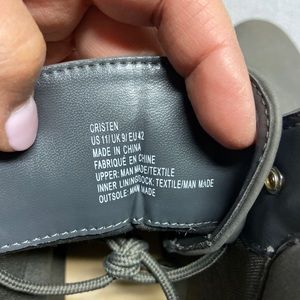 CRISTEN
US 11/UK 9/EU 42
MADE IN CHINA
FABRIQUÉ EN CHINE
UPPER: MAN MADE/TEXTILE
INNER LINING/SOCK: TEXTILE/MAN MADE
OUTSOLE: MAN MADE